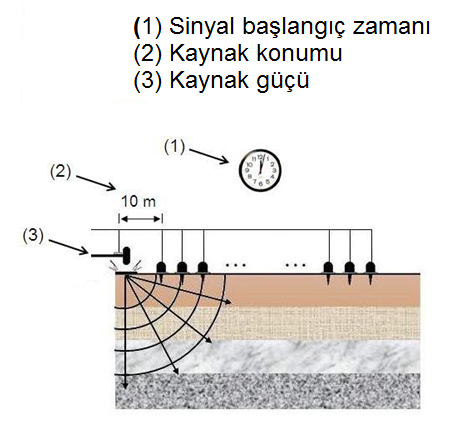 (1) Sinyal başlangıç zamanı
(2) Kaynak konumu
(3) Kaynak güçü
(1)
(2)
10 m
(3)